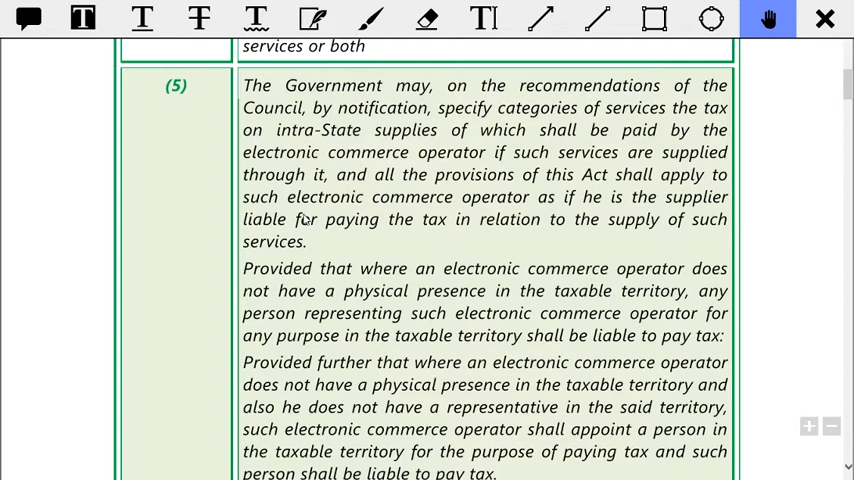 services or both
(5)
The Government may, on the recommendations of the
Council, by notification, specify categories of services the tax
on intra-State supplies of which shall be paid by the
electronic commerce operator if such services are supplied
through it, and all the provisions of this Act shall apply to
such electronic commerce operator as if he is the supplier
liable for paying the tax in relation to the supply of such
services.
Provided that where an electronic commerce operator does
not have a physical presence in the taxable territory, any
person representing such electronic commerce operator for
any purpose in the taxable territory shall be liable to pay tax:
Provided further that where an electronic commerce operator
does not have a physical presence in the taxable territory and
also he does not have a representative in the said territory,
such electronic commerce operator shall appoint a person in
the taxable territory for the purpose of paying tax and such
person shall be liable to pay tax.